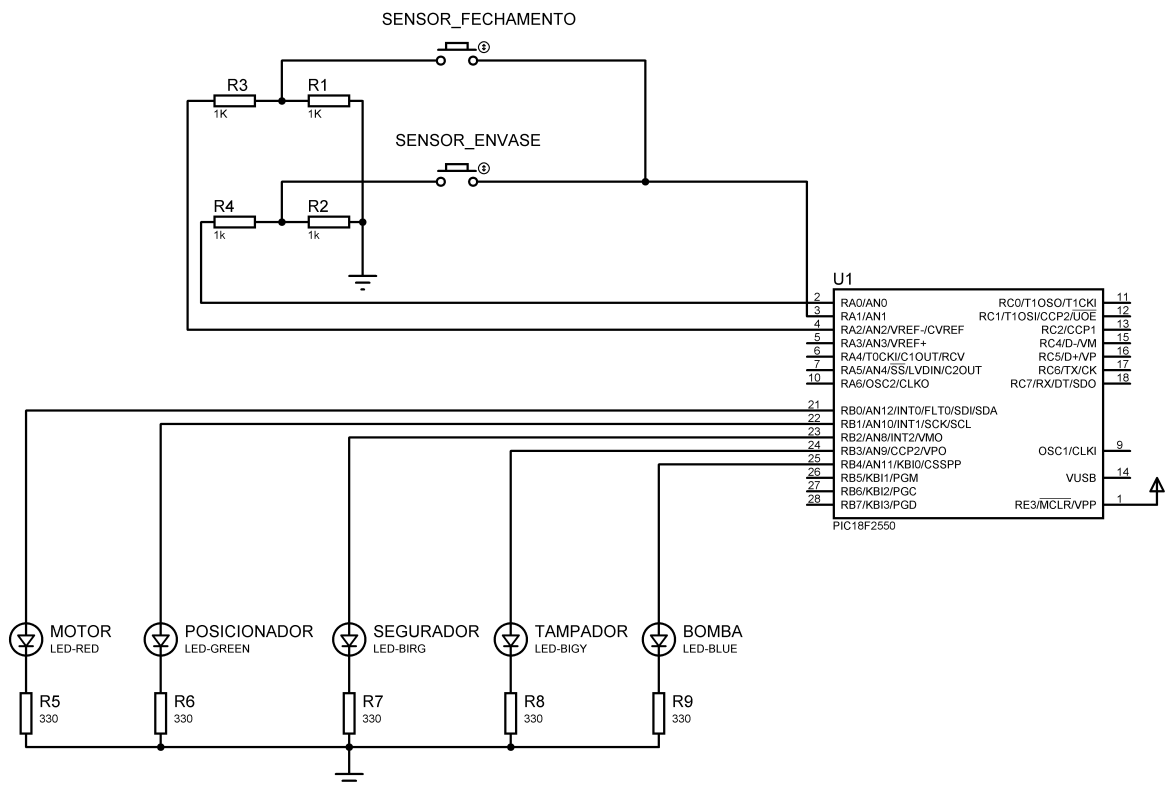 SENSOR_FECHAMENTO
R3
R1
1K
1K
SENSOR_ENVASE
R4
R2
1k
1k
U1
2 RA0/AN0 RC0/T1OSO/T1CKI 11
3 RA1/AN1 RC1/T1OSI/CCP2/UOE 12
4 RA2/AN2/VREF-/CVREF RC2/CCP1 13
5 RA3/AN3/VREF+ RC4/D-/VM 15
6 RA4/T0CKI/C1OUT/RCV RC5/D+/VP 16
7 RA5/AN4/SS/LVDIN/C2OUT RC6/TX/CK 17
10 RA6/OSC2/CLKO RC7/RX/DT/SDO 18
21 RB0/AN12/INT0/FLT0/SDI/SDA
22 RB1/AN10/INT1/SCK/SCL
23 RB2/AN8/INT2/VMO
24 RB3/AN9/CCP2/VPO OSC1/CLKI 9
25 RB4/AN11/KBI0/CSSPP
26 RB5/KBI1/PGM VUSB 14
27 RB6/KBI2/PGC
28 RB7/KBI3/PGD RE3/MCLR/VPP 1
PIC18F2550
MOTOR
LED-RED
POSICIONADOR
LED-GREEN
SEGURADOR
LED-BIRG
TAMPADOR
LED-BIGY
BOMBA
LED-BLUE
R5
330
R6
330
R7
330
R8
330
R9
330